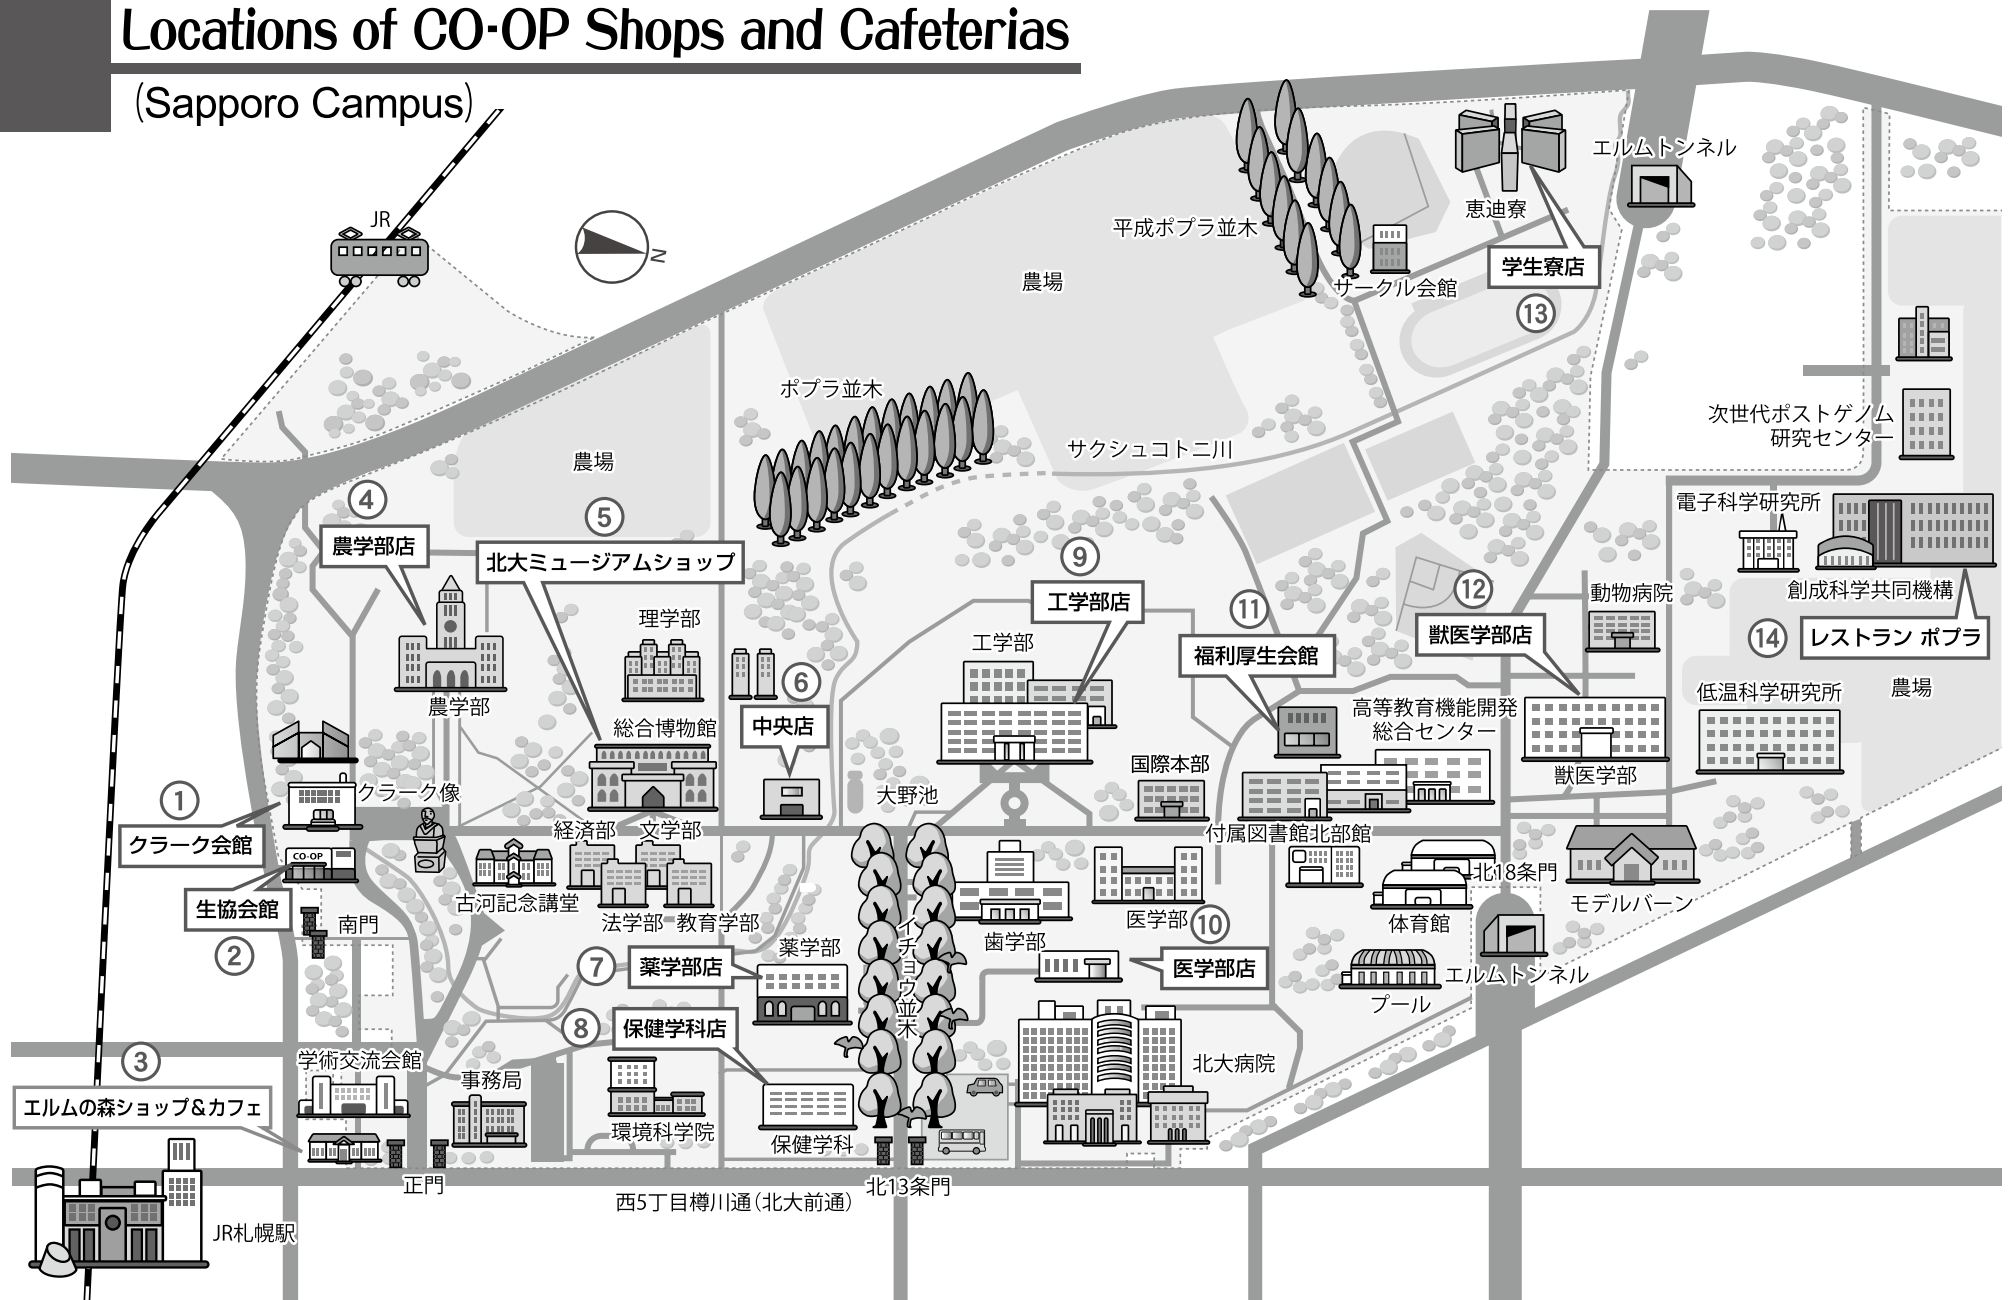 Locations of CO-OP Shops and Cafeterias
(Sapporo Campus)
JR
N
エルムトンネル
恵迪寮
平成ポプラ並木
学生寮店
農場
サークル会館
13
ポプラ並木
次世代ポストゲノム
研究センター
サクシュコトニ川
農場
4
5
電子科学研究所
農学部店
北大ミュージアムショップ
9
12
創成科学共同機構
動物病院
工学部店
11
理学部
獣医学部店
14
レストラン ポプラ
工学部
福利厚生会館
6
農学部
低温科学研究所
農場
中央店
総合博物館
高等教育機能開発
総合センター
国際本部
獣医学部
1
クラーク像
大野池
クラーク会館
経済部
文学部
付属図書館北部館
CO-OP
北18条門
生協会館
古河記念講堂
モデルバーン
法学部
教育学部
医学部
10
体育館
南門
イチョウ並木
歯学部
2
薬学部
7
薬学部店
医学部店
エルムトンネル
プール
8
保健学科店
3
学術交流会館
北大病院
事務局
エルムの森ショップ&カフェ
環境科学院
保健学科
正門
北13条門
西5丁目樽川通(北大前通)
JR札幌駅